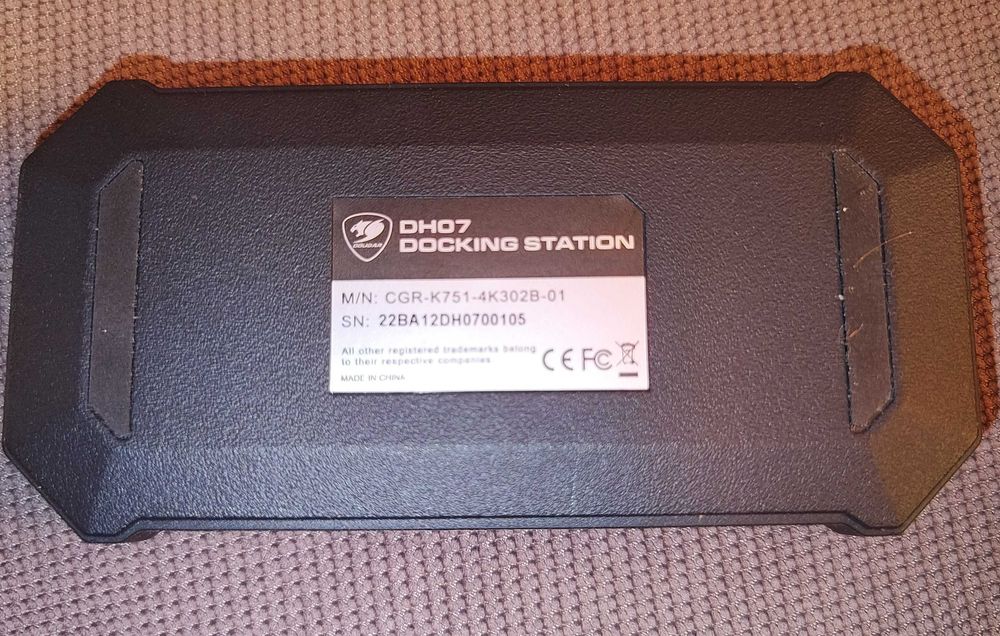 COUGAR
DH07
DOCKING STATION
M/N: CGR-K751-4K302B-01
SN: 22BA12DH0700105
All other registered trademarks belong
to their respective companies
CE FC
MADE IN CHINA